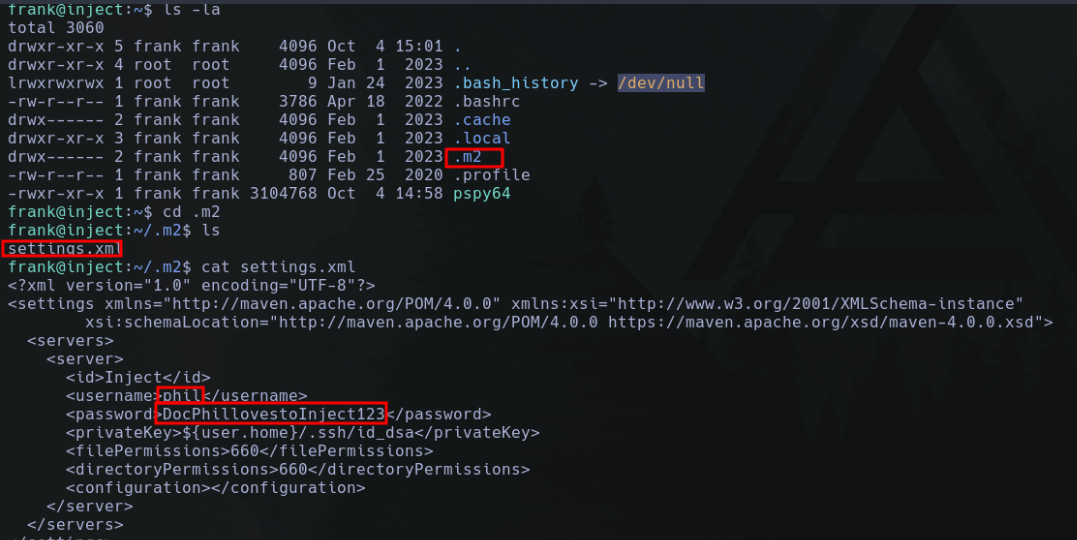 frank@inject:~$ ls -la
total 3060
drwxr-xr-x 5 frank frank    4096 Oct  4 15:01 .
drwxr-xr-x 4 root  root     4096 Feb  1  2023 ..
lrwxrwxrwx 1 root  root        9 Jan 24  2023 .bash_history -> /dev/null
-rw-r--r-- 1 frank frank    3786 Apr 18  2022 .bashrc
drwx------ 2 frank frank    4096 Feb  1  2023 .cache
drwxr-xr-x 3 frank frank    4096 Feb  1  2023 .local
drwx------ 2 frank frank    4096 Feb  1  2023 .m2
-rw-r--r-- 1 frank frank     807 Feb 25  2020 .profile
-rwxr-xr-x 1 frank frank 3104768 Oct  4 14:58 pspy64
frank@inject:~$ cd .m2
frank@inject:~/.m2$ ls
settings.xml
frank@inject:~/.m2$ cat settings.xml
<?xml version="1.0" encoding="UTF-8"?>
<settings xmlns="http://maven.apache.org/POM/4.0.0" xmlns:xsi="http://www.w3.org/2001/XMLSchema-instance"
        xsi:schemaLocation="http://maven.apache.org/POM/4.0.0 https://maven.apache.org/xsd/maven-4.0.0.xsd">
  <servers>
    <server>
      <id>Inject</id>
      <username>phil</username>
      <password>DocPhillovestoInject123</password>
      <privateKey>${user.home}/.ssh/id_dsa</privateKey>
      <filePermissions>660</filePermissions>
      <directoryPermissions>660</directoryPermissions>
      <configuration></configuration>
    </server>
  </servers>